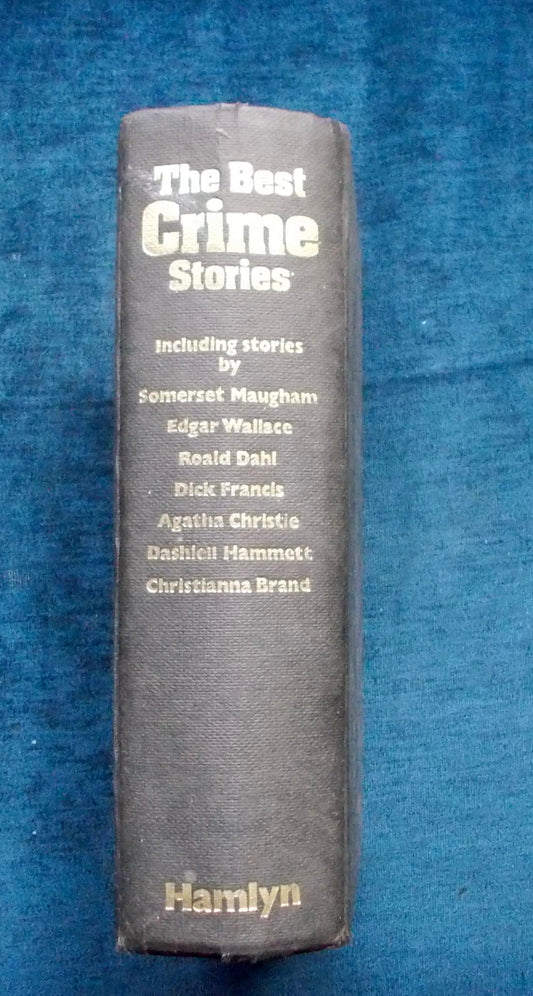 The Best
Crime
Stories
Including stories
by
Somerset Maugham
Edgar Wallace
Roald Dahl
Dick Francis
Agatha Christie
Dashiell Hammett
Christianna Brand
Hamlyn